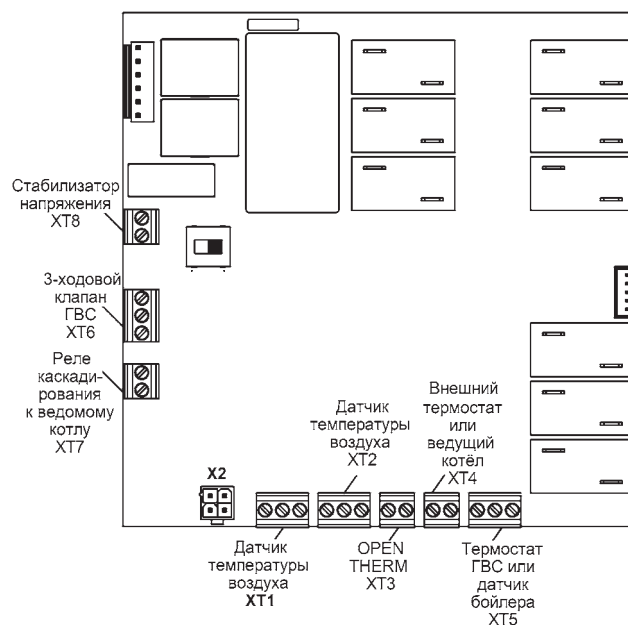 Стабилизатор
напряжения
XT8
3-ходовой
клапан
ГВС
XT6
Реле
каскади-
рования
к ведомому
котлу
XT7
X2
Датчик
температуры
воздуха
XT1
Датчик
температуры
воздуха
XT2
OPEN
THERM
XT3
Внешний
термостат или
ведущий
котёл
XT4
Термостат
ГВС или
датчик
бойлера
XT5